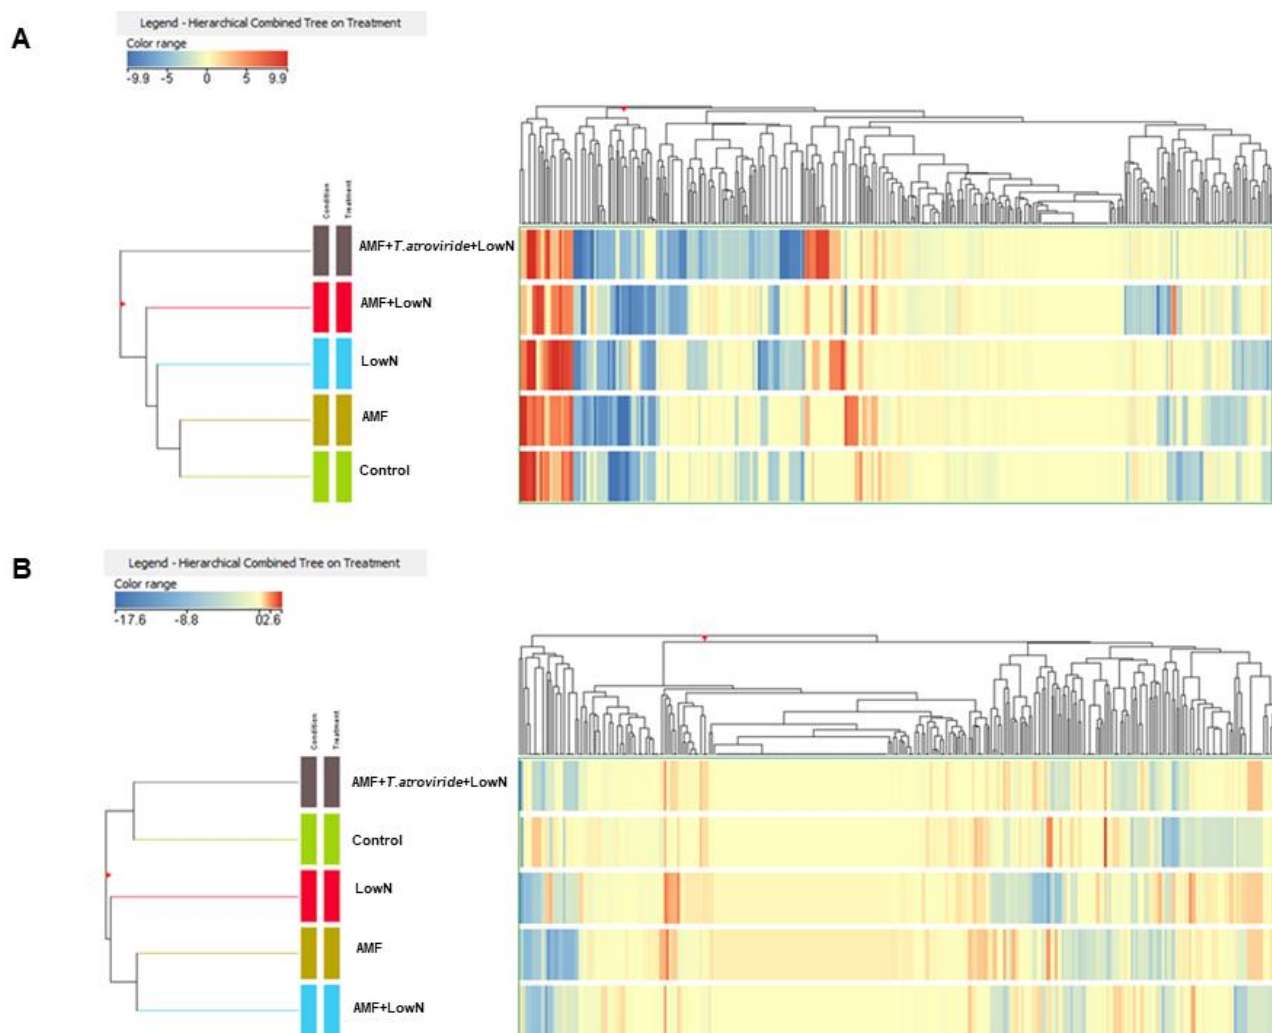 A
Legend - Hierarchical Combined Tree on Treatment
Color range
-9.9 -5 0 5 9.9
Condition
Treatment
AMF+T.atroviride+LowN
AMF+LowN
LowN
AMF
Control
B
Legend - Hierarchical Combined Tree on Treatment
Color range
-17.6 -8.8 02.6
Condition
Treatment
AMF+T.atroviride+LowN
Control
LowN
AMF
AMF+LowN